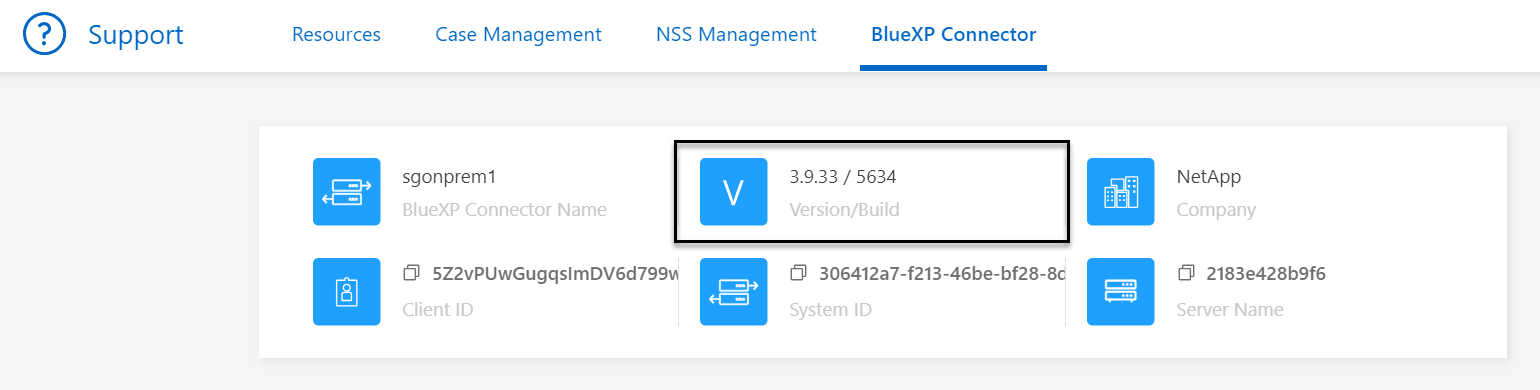 ?
Support
Resources
Case Management
NSS Management
BlueXP Connector
sgonprem1
BlueXP Connector Name
V
3.9.33 / 5634
Version/Build
NetApp
Company
5Z2vPUwGugqsImDV6d799w
Client ID
306412a7-f213-46be-bf28-8d
System ID
2183e428b9f6
Server Name